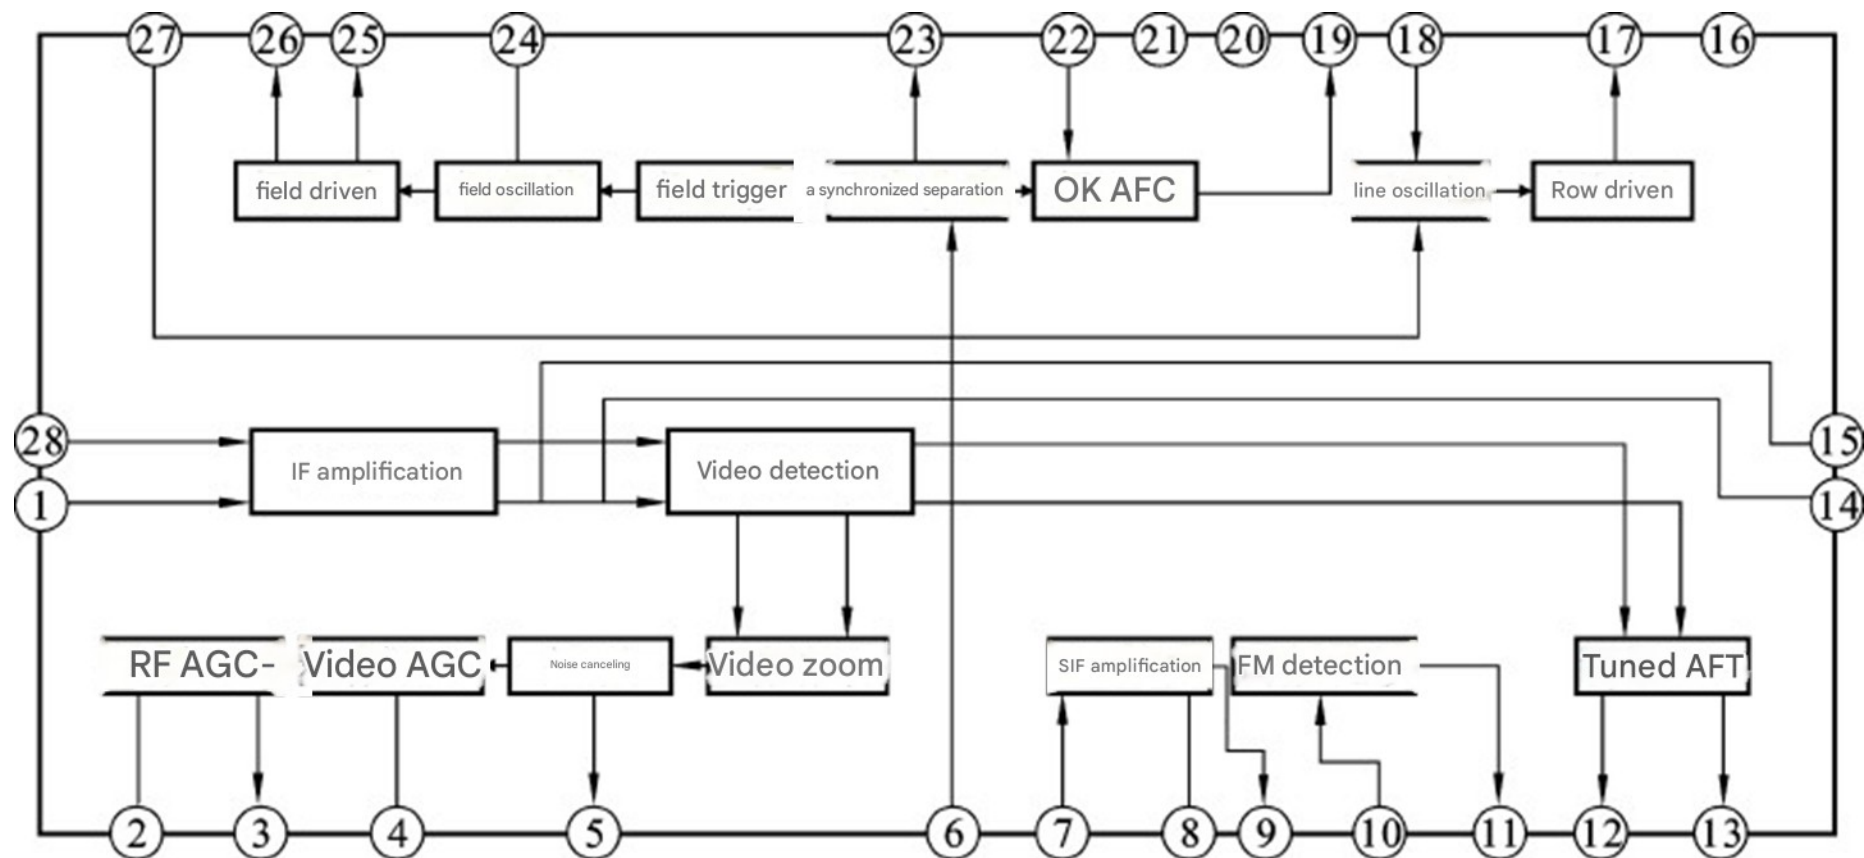 27 26 25 24 23 22 21 20 19 18 17 16
field driven field oscillation field trigger a synchronized separation OK AFC line oscillation Row driven
28 15
IF amplification Video detection
1 14
RF AGC- Video AGC Noise canceling Video zoom SIF amplification FM detection Tuned AFT
2 3 4 5 6 7 8 9 10 11 12 13